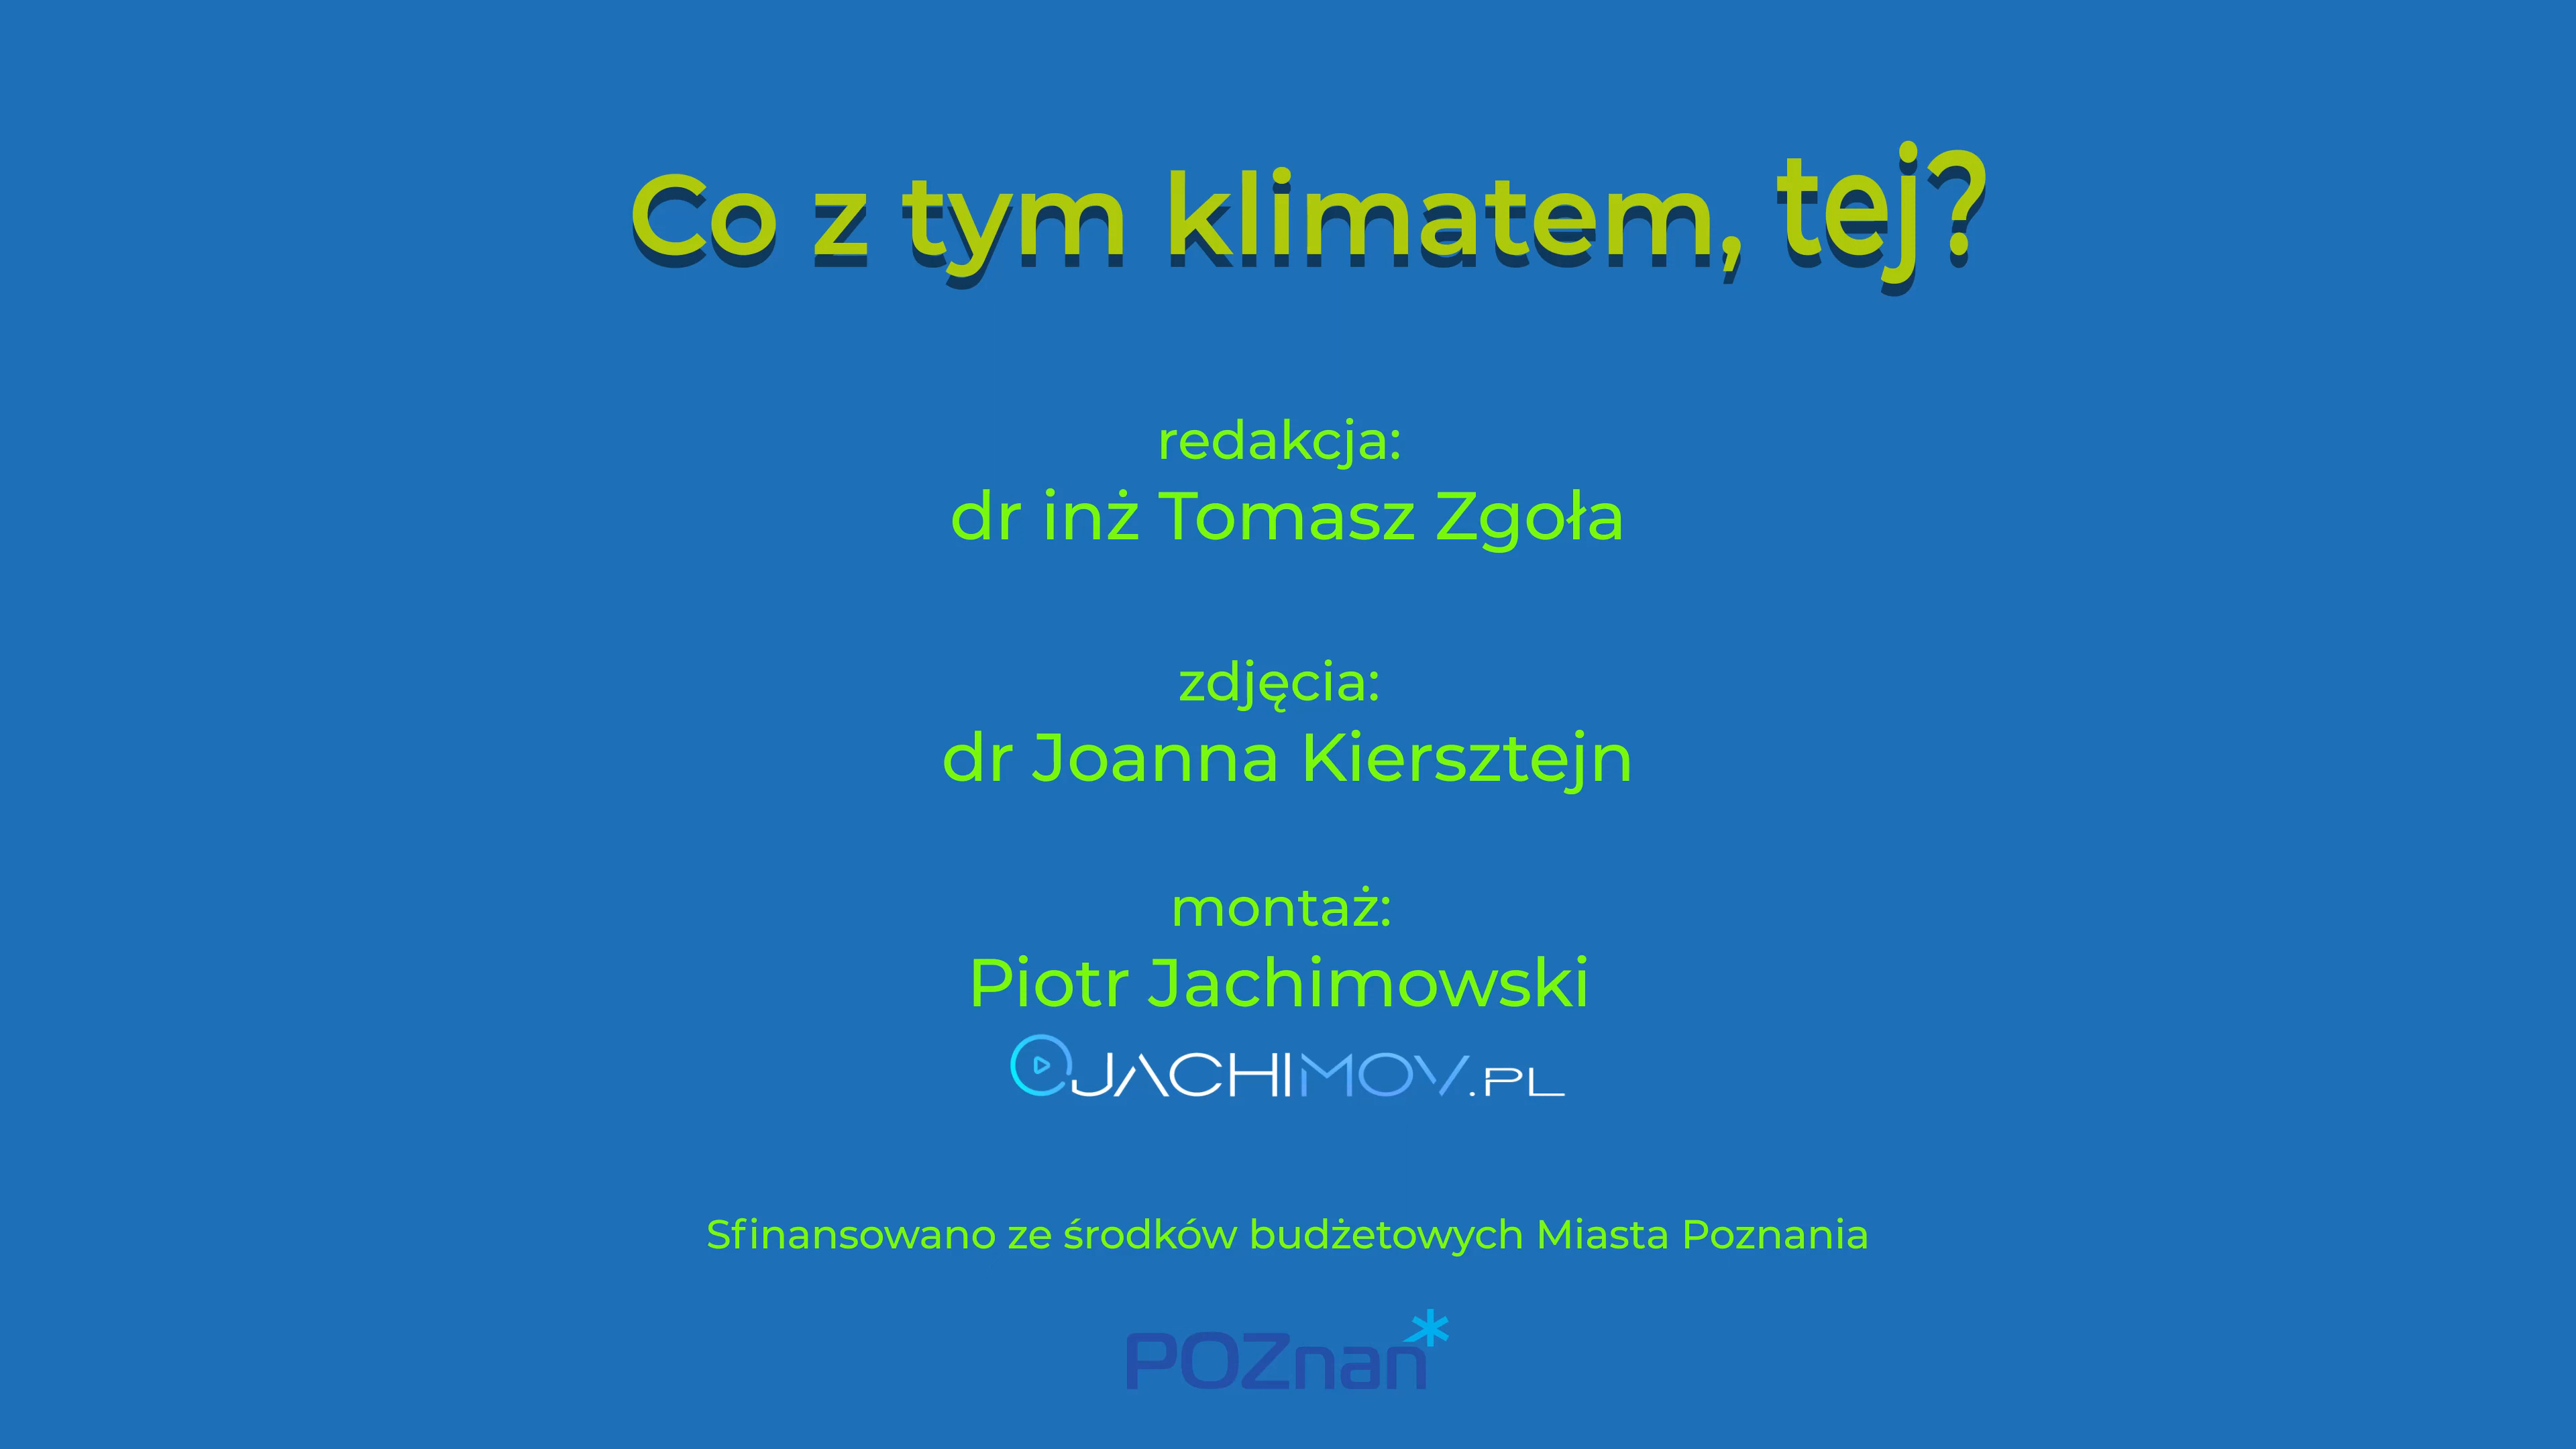 Co z tym klimatem, tej?
redakcja:
dr inż Tomasz Zgoła
zdjęcia:
dr Joanna Kiersztejn
montaż:
Piotr Jachimowski
JACHIMOV.PL
Sfinansowano ze środków budżetowych Miasta Poznania
POZnan*